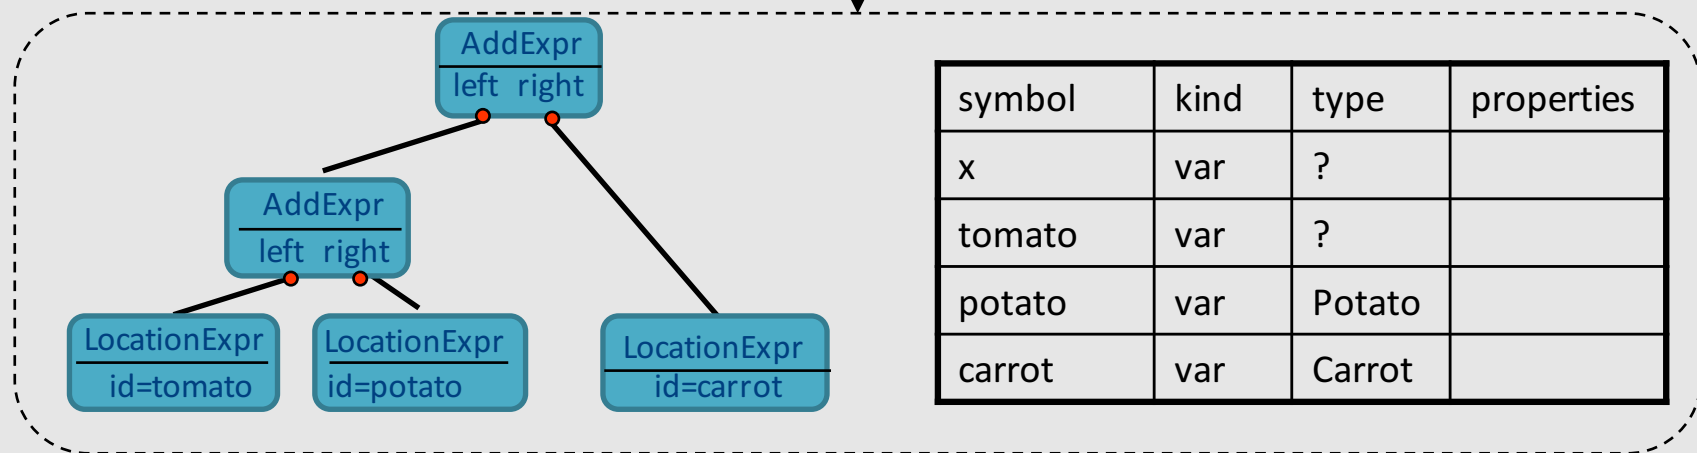 AddExpr
left right
AddExpr
left right
LocationExpr
id=tomato
LocationExpr
id=potato
LocationExpr
id=carrot
symbol kind type properties
x var ?
tomato var ?
potato var Potato
carrot var Carrot